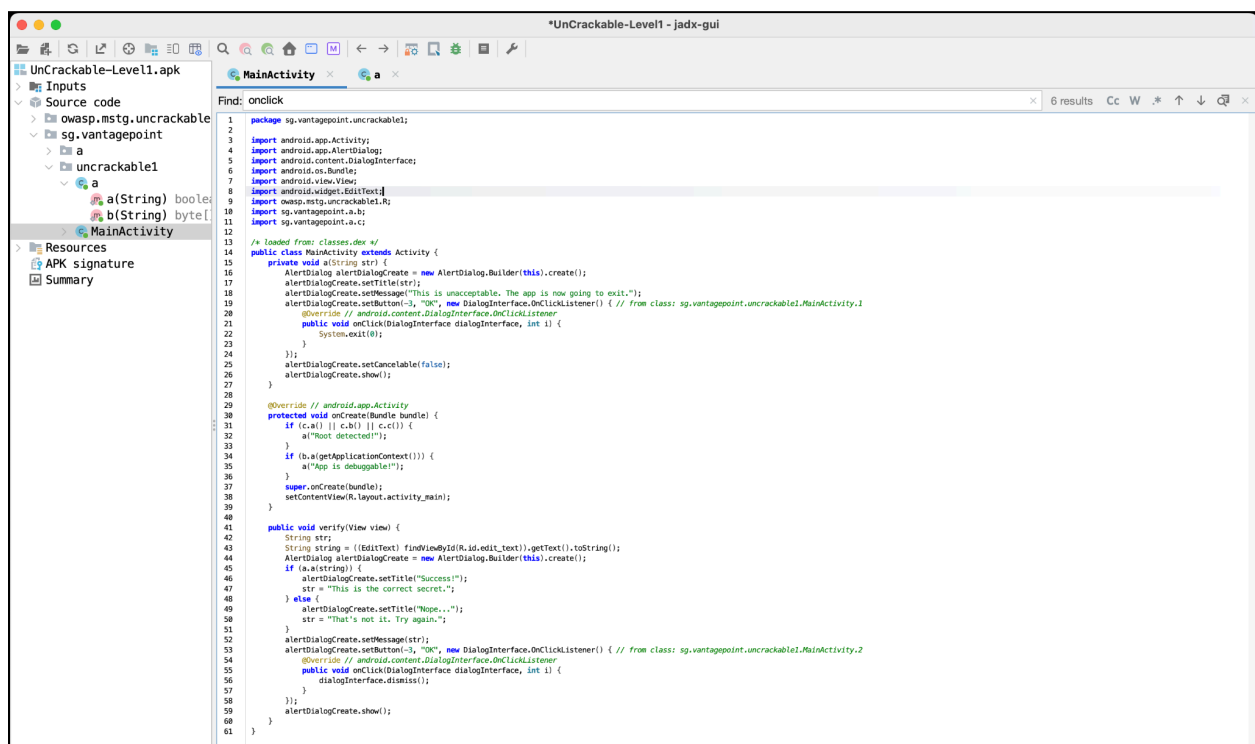 *UnCrackable-Level1 - jadx-gui
UnCrackable-Level1.apk
Inputs
Source code
owasp.mstg.uncrackable
sg.vantagepoint
a
uncrackable1
a
a(String) boolea
b(String) byte[]
MainActivity
Resources
APK signature
Summary
MainActivity × a ×
Find: onclick × 6 results Cc W .*
1 package sg.vantagepoint.uncrackable1;
2
3 import android.app.Activity;
4 import android.app.AlertDialog;
5 import android.content.DialogInterface;
6 import android.os.Bundle;
7 import android.view.View;
8 import android.widget.EditText;
9 import owasp.mstg.uncrackable1.R;
10 import sg.vantagepoint.a.b;
11 import sg.vantagepoint.a.c;
12
13 /* loaded from: classes.dex */
14 public class MainActivity extends Activity {
15     private void a(String str) {
16         AlertDialog alertDialogCreate = new AlertDialog.Builder(this).create();
17         alertDialogCreate.setTitle(str);
18         alertDialogCreate.setMessage("This is unacceptable. The app is now going to exit.");
19         alertDialogCreate.setButton(-3, "OK", new DialogInterface.OnClickListener() { // from class: sg.vantagepoint.uncrackable1.MainActivity.1
20             @Override // android.content.DialogInterface.OnClickListener
21             public void onClick(DialogInterface dialogInterface, int i) {
22                 System.exit(0);
23             }
24         });
25         alertDialogCreate.setCancelable(false);
26         alertDialogCreate.show();
27     }
28
29     @Override // android.app.Activity
30     protected void onCreate(Bundle bundle) {
31         if (c.a() || c.b() || c.c()) {
32             a("Root detected!");
33         }
34         if (b.a(getApplicationContext())) {
35             a("App is debuggable!");
36         }
37         super.onCreate(bundle);
38         setContentView(R.layout.activity_main);
39     }
40
41     public void verify(View view) {
42         String str;
43         String string = ((EditText) findViewById(R.id.edit_text)).getText().toString();
44         AlertDialog alertDialogCreate = new AlertDialog.Builder(this).create();
45         if (a.a(string)) {
46             alertDialogCreate.setTitle("Success!");
47             str = "This is the correct secret.";
48         } else {
49             alertDialogCreate.setTitle("Nope...");
50             str = "That's not it. Try again.";
51         }
52         alertDialogCreate.setMessage(str);
53         alertDialogCreate.setButton(-3, "OK", new DialogInterface.OnClickListener() { // from class: sg.vantagepoint.uncrackable1.MainActivity.2
54             @Override // android.content.DialogInterface.OnClickListener
55             public void onClick(DialogInterface dialogInterface, int i) {
56                 dialogInterface.dismiss();
57             }
58         });
59         alertDialogCreate.show();
60     }
61 }